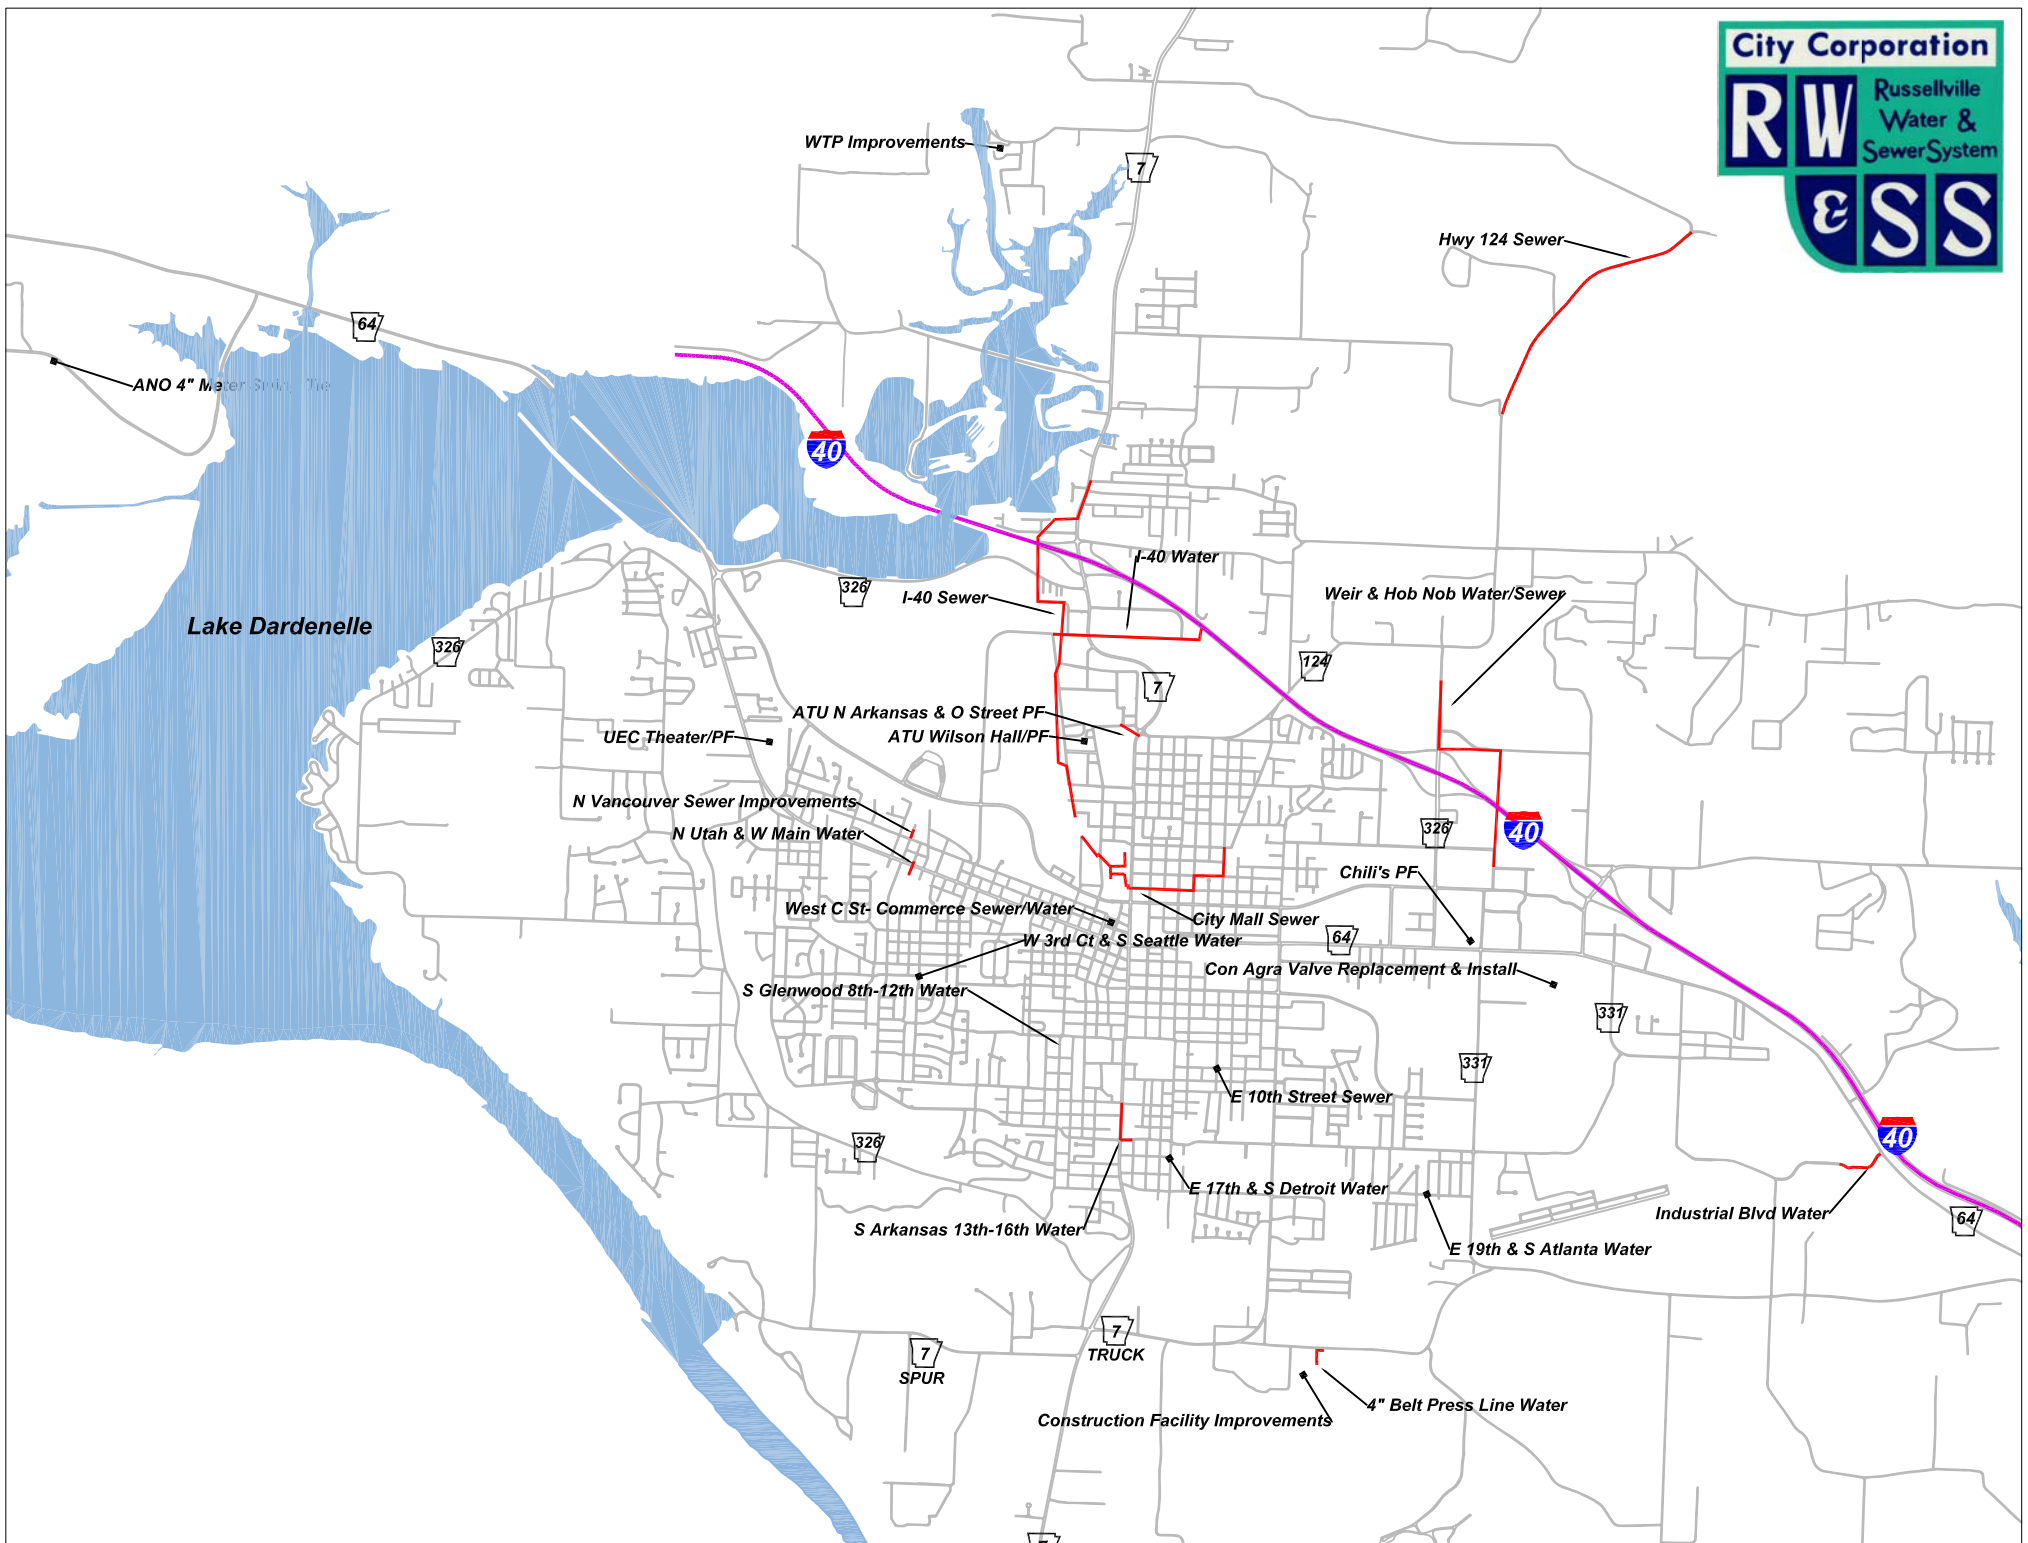 City Corporation
R W
Russellville
Water &
Sewer System
& S S
WTP Improvements
7
Hwy 124 Sewer
64
ANO 4" Meter Swing Tie
40
I-40 Water
326
I-40 Sewer
Weir & Hob Nob Water/Sewer
Lake Dardenelle
326
124
7
ATU N Arkansas & O Street PF
UEC Theater/PF
ATU Wilson Hall/PF
N Vancouver Sewer Improvements
N Utah & W Main Water
326
40
Chili's PF
West C St- Commerce Sewer/Water
City Mall Sewer
W 3rd Ct & S Seattle Water
64
Con Agra Valve Replacement & Install
S Glenwood 8th-12th Water
331
331
E 10th Street Sewer
326
40
E 17th & S Detroit Water
S Arkansas 13th-16th Water
Industrial Blvd Water
64
E 19th & S Atlanta Water
7
TRUCK
7
SPUR
4" Belt Press Line Water
Construction Facility Improvements